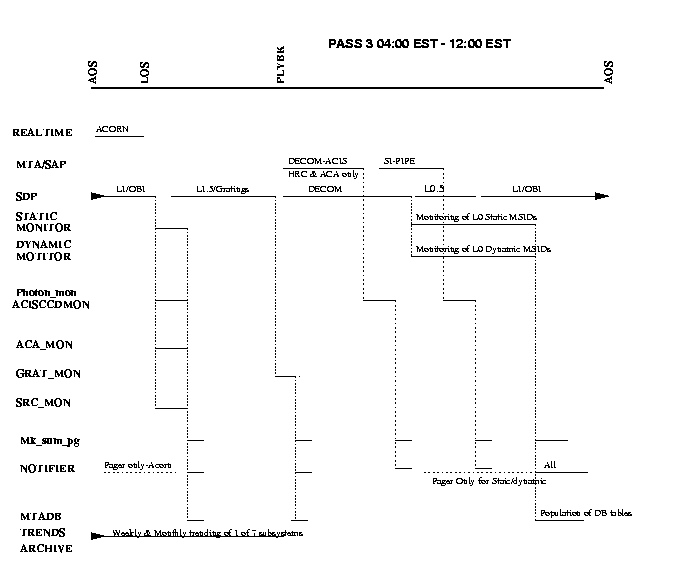 PASS 3 04:00 EST - 12:00 EST
AOS
LOS
PLYBK
AOS
REALTIME
ACORN
MTA/SAP
DECOM-ACIS
SI-PIPE
HRC & ACA only
SDP
L1/OBI
L1.5/Gratings
DECOM
L0.5
L1/OBI
STATIC
MONITOR
Monitoring of L0 Static MSIDs
DYNAMIC
MOTITOR
Monitoring of L0 Dynamic MSIDs
Photon_mon
ACISCCDMON
ACA_MON
GRAT_MON
SRC_MON
Mk_sum_pg
NOTIFIER
Pager only-Acorn
All
Pager Only for Static/dynamic
MTADB
Population of DB tables
TRENDS
Weekly & Monthly trending of 1 of 7 subsystems
ARCHIVE